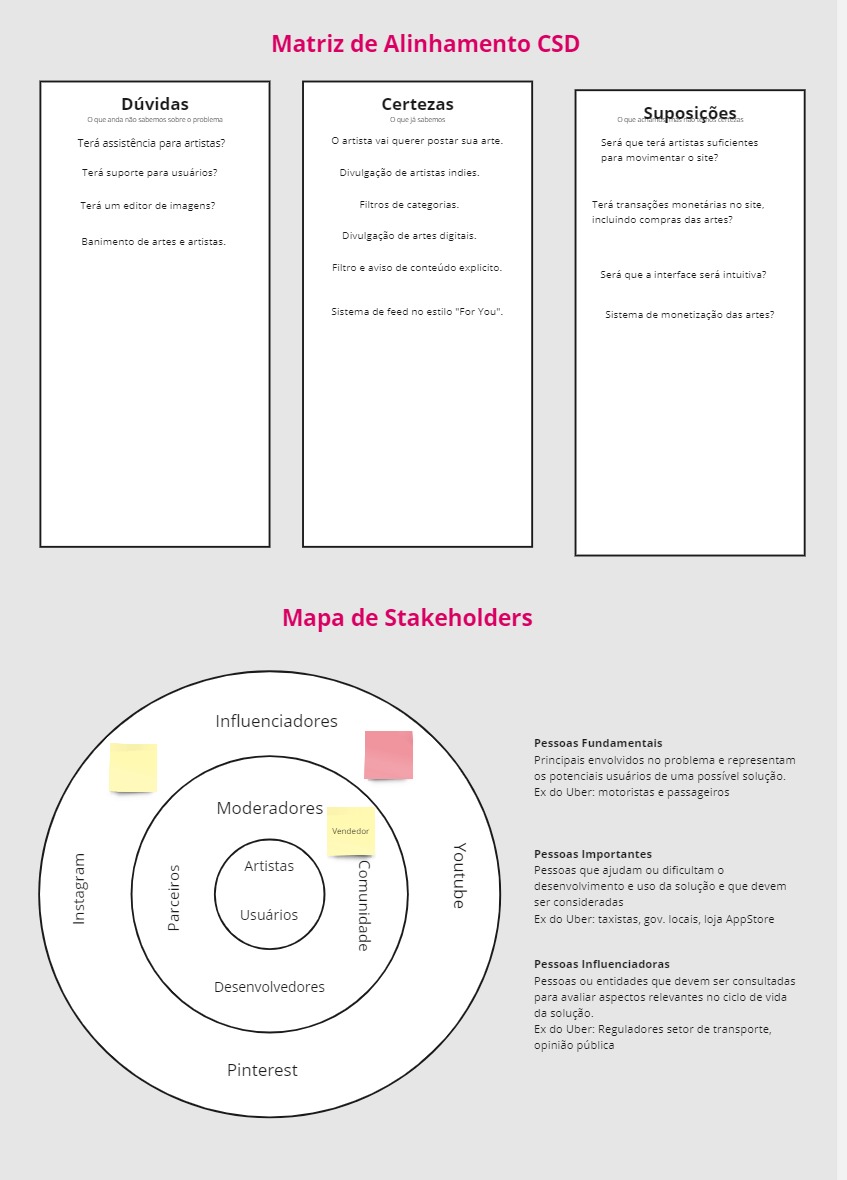 Matriz de Alinhamento CSD
Dúvidas
O que anda não sabemos sobre o problema
Terá assistência para artistas?
Terá suporte para usuários?
Terá um editor de imagens?
Banimento de artes e artistas.
Certezas
O que já sabemos
O artista vai querer postar sua arte.
Divulgação de artistas indies.
Filtros de categorias.
Divulgação de artes digitais.
Filtro e aviso de conteúdo explicito.
Sistema de feed no estilo "For You".
Suposições
O que achamos mas não temos certezas
Será que terá artistas suficientes
para movimentar o site?
Terá transações monetárias no site,
incluindo compras das artes?
Será que a interface será intuitiva?
Sistema de monetização das artes?
Mapa de Stakeholders
Influenciadores
Moderadores
Vendedor
Artistas
Usuários
Instagram
Parceiros
Comunidade
Youtube
Desenvolvedores
Pinterest
Pessoas Fundamentais
Principais envolvidos no problema e representam
os potenciais usuários de uma possível solução.
Ex do Uber: motoristas e passageiros
Pessoas Importantes
Pessoas que ajudam ou dificultam o
desenvolvimento e uso da solução e que devem
ser consideradas
Ex do Uber: taxistas, gov. locais, loja AppStore
Pessoas Influenciadoras
Pessoas ou entidades que devem ser consultadas
para avaliar aspectos relevantes no ciclo de vida
da solução.
Ex do Uber: Reguladores setor de transporte,
opinião pública